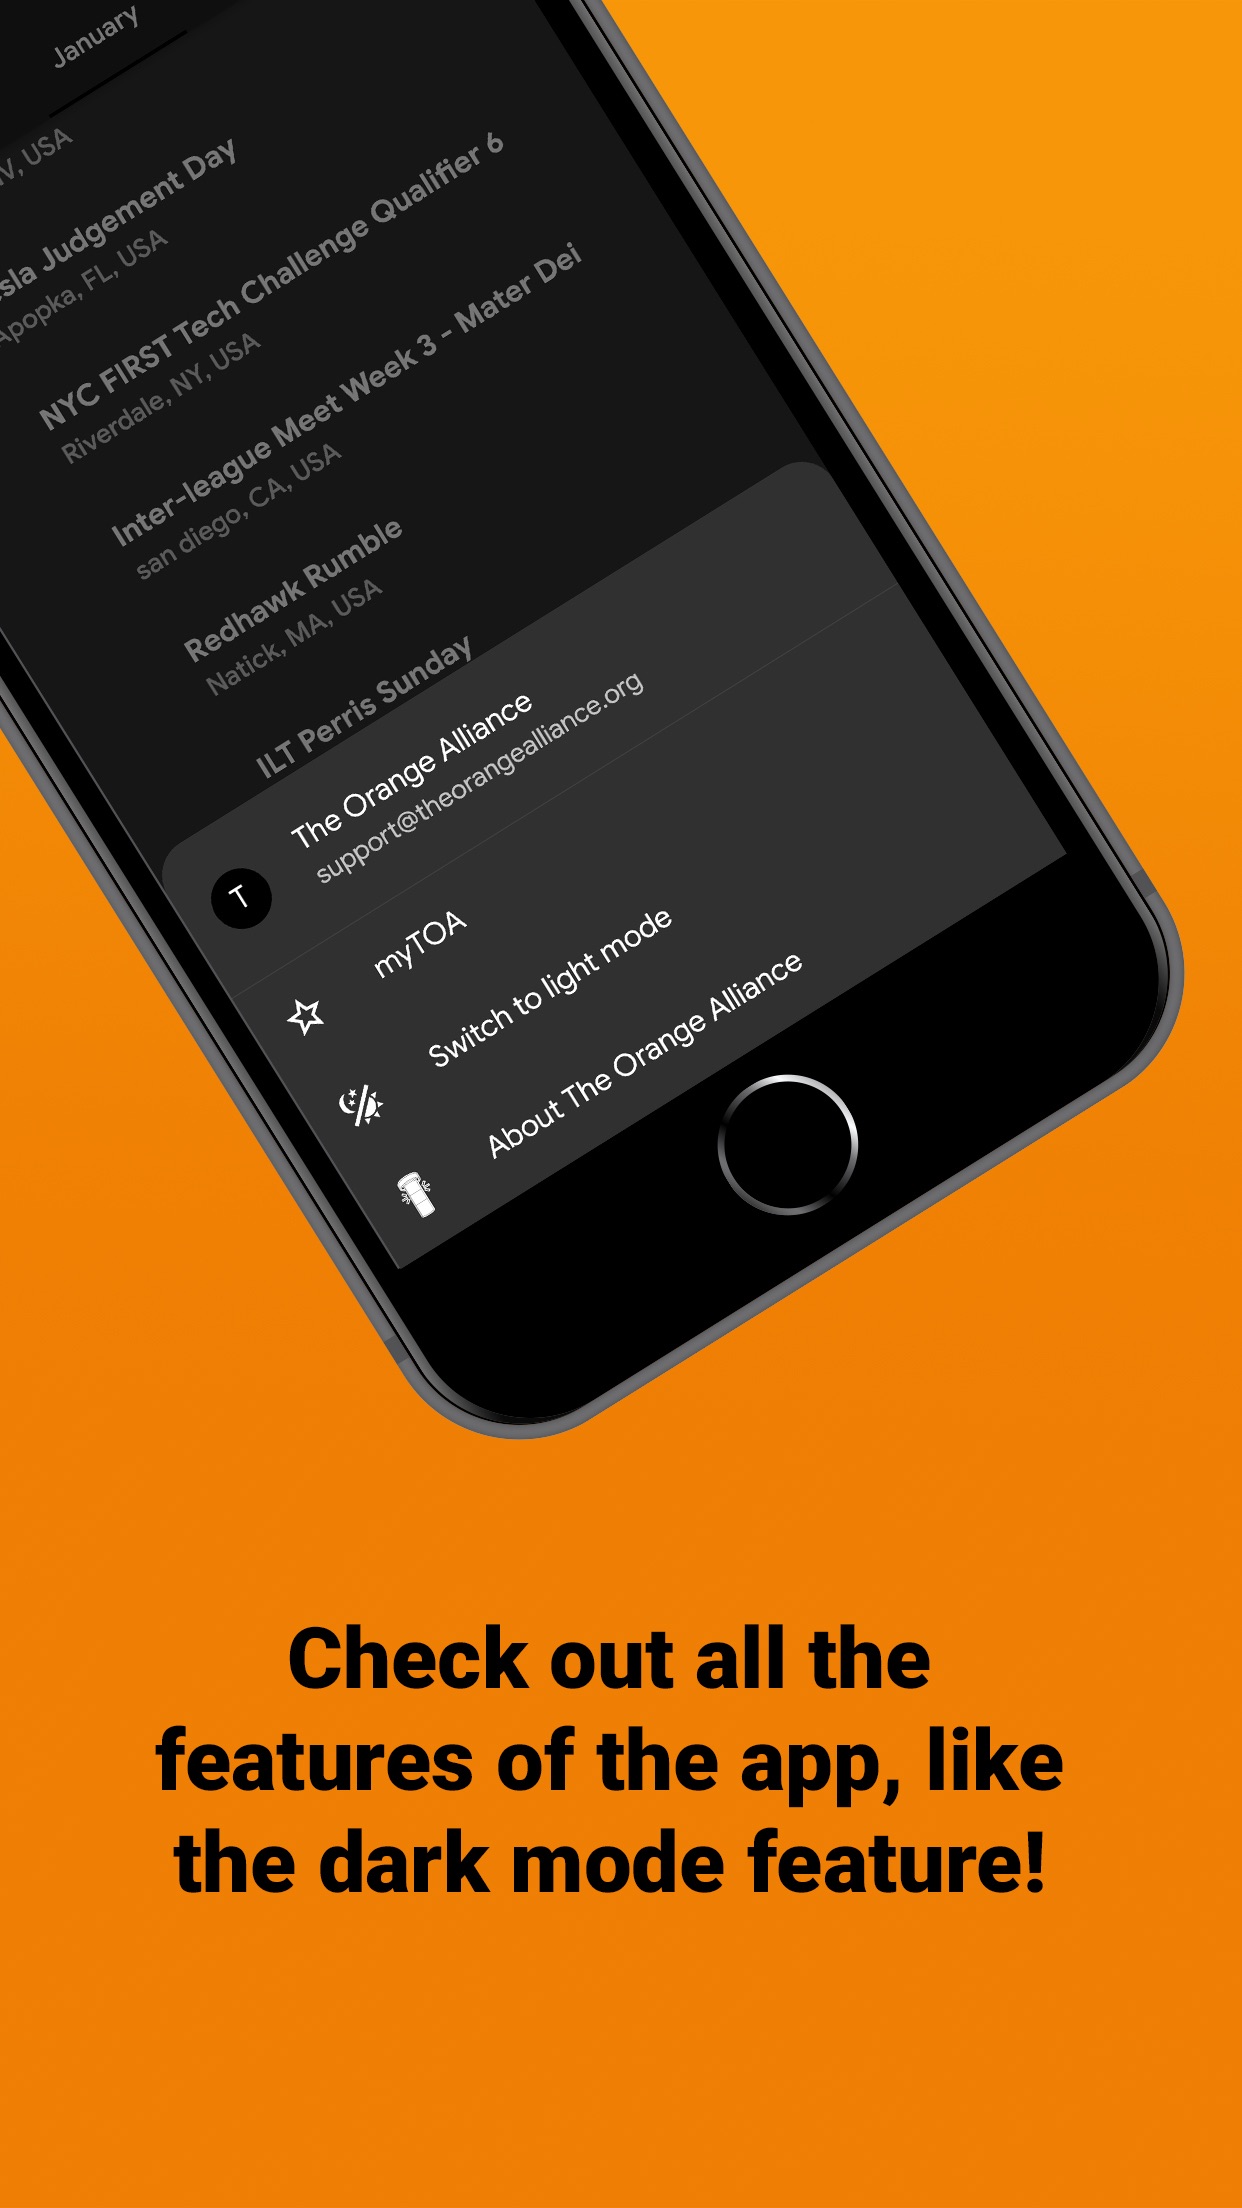 January
V, USA
sla Judgement Day
Apopka, FL, USA
NYC FIRST Tech Challenge Qualifier 6
Riverdale, NY, USA
Inter-league Meet Week 3 - Mater Dei
san diego, CA, USA
Redhawk Rumble
Natick, MA, USA
ILT Perris Sunday
T
The Orange Alliance
support@theorangealliance.org
myTOA
Switch to light mode
About The Orange Alliance
Check out all the
features of the app, like
the dark mode feature!